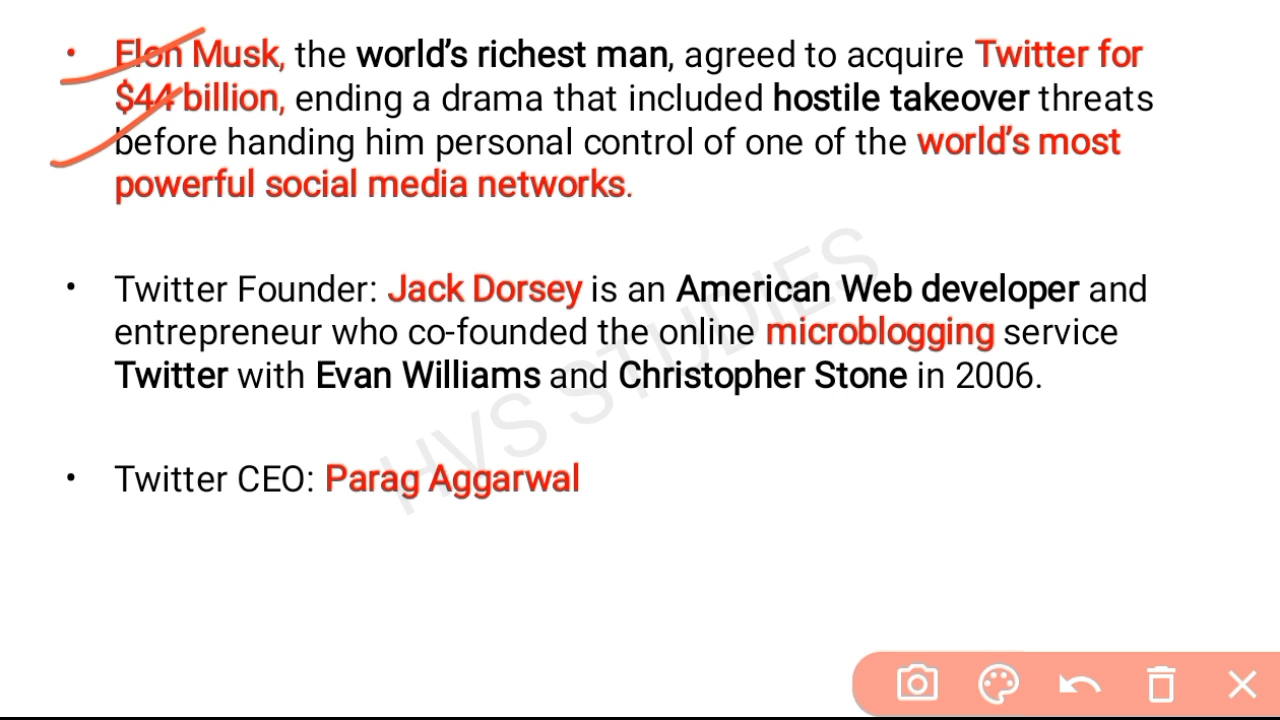 • Elon Musk, the world's richest man, agreed to acquire Twitter for
$44 billion, ending a drama that included hostile takeover threats
before handing him personal control of one of the world's most
powerful social media networks.
• Twitter Founder: Jack Dorsey is an American Web developer and
entrepreneur who co-founded the online microblogging service
Twitter with Evan Williams and Christopher Stone in 2006.
• Twitter CEO: Parag Aggarwal
HVS STUDIES